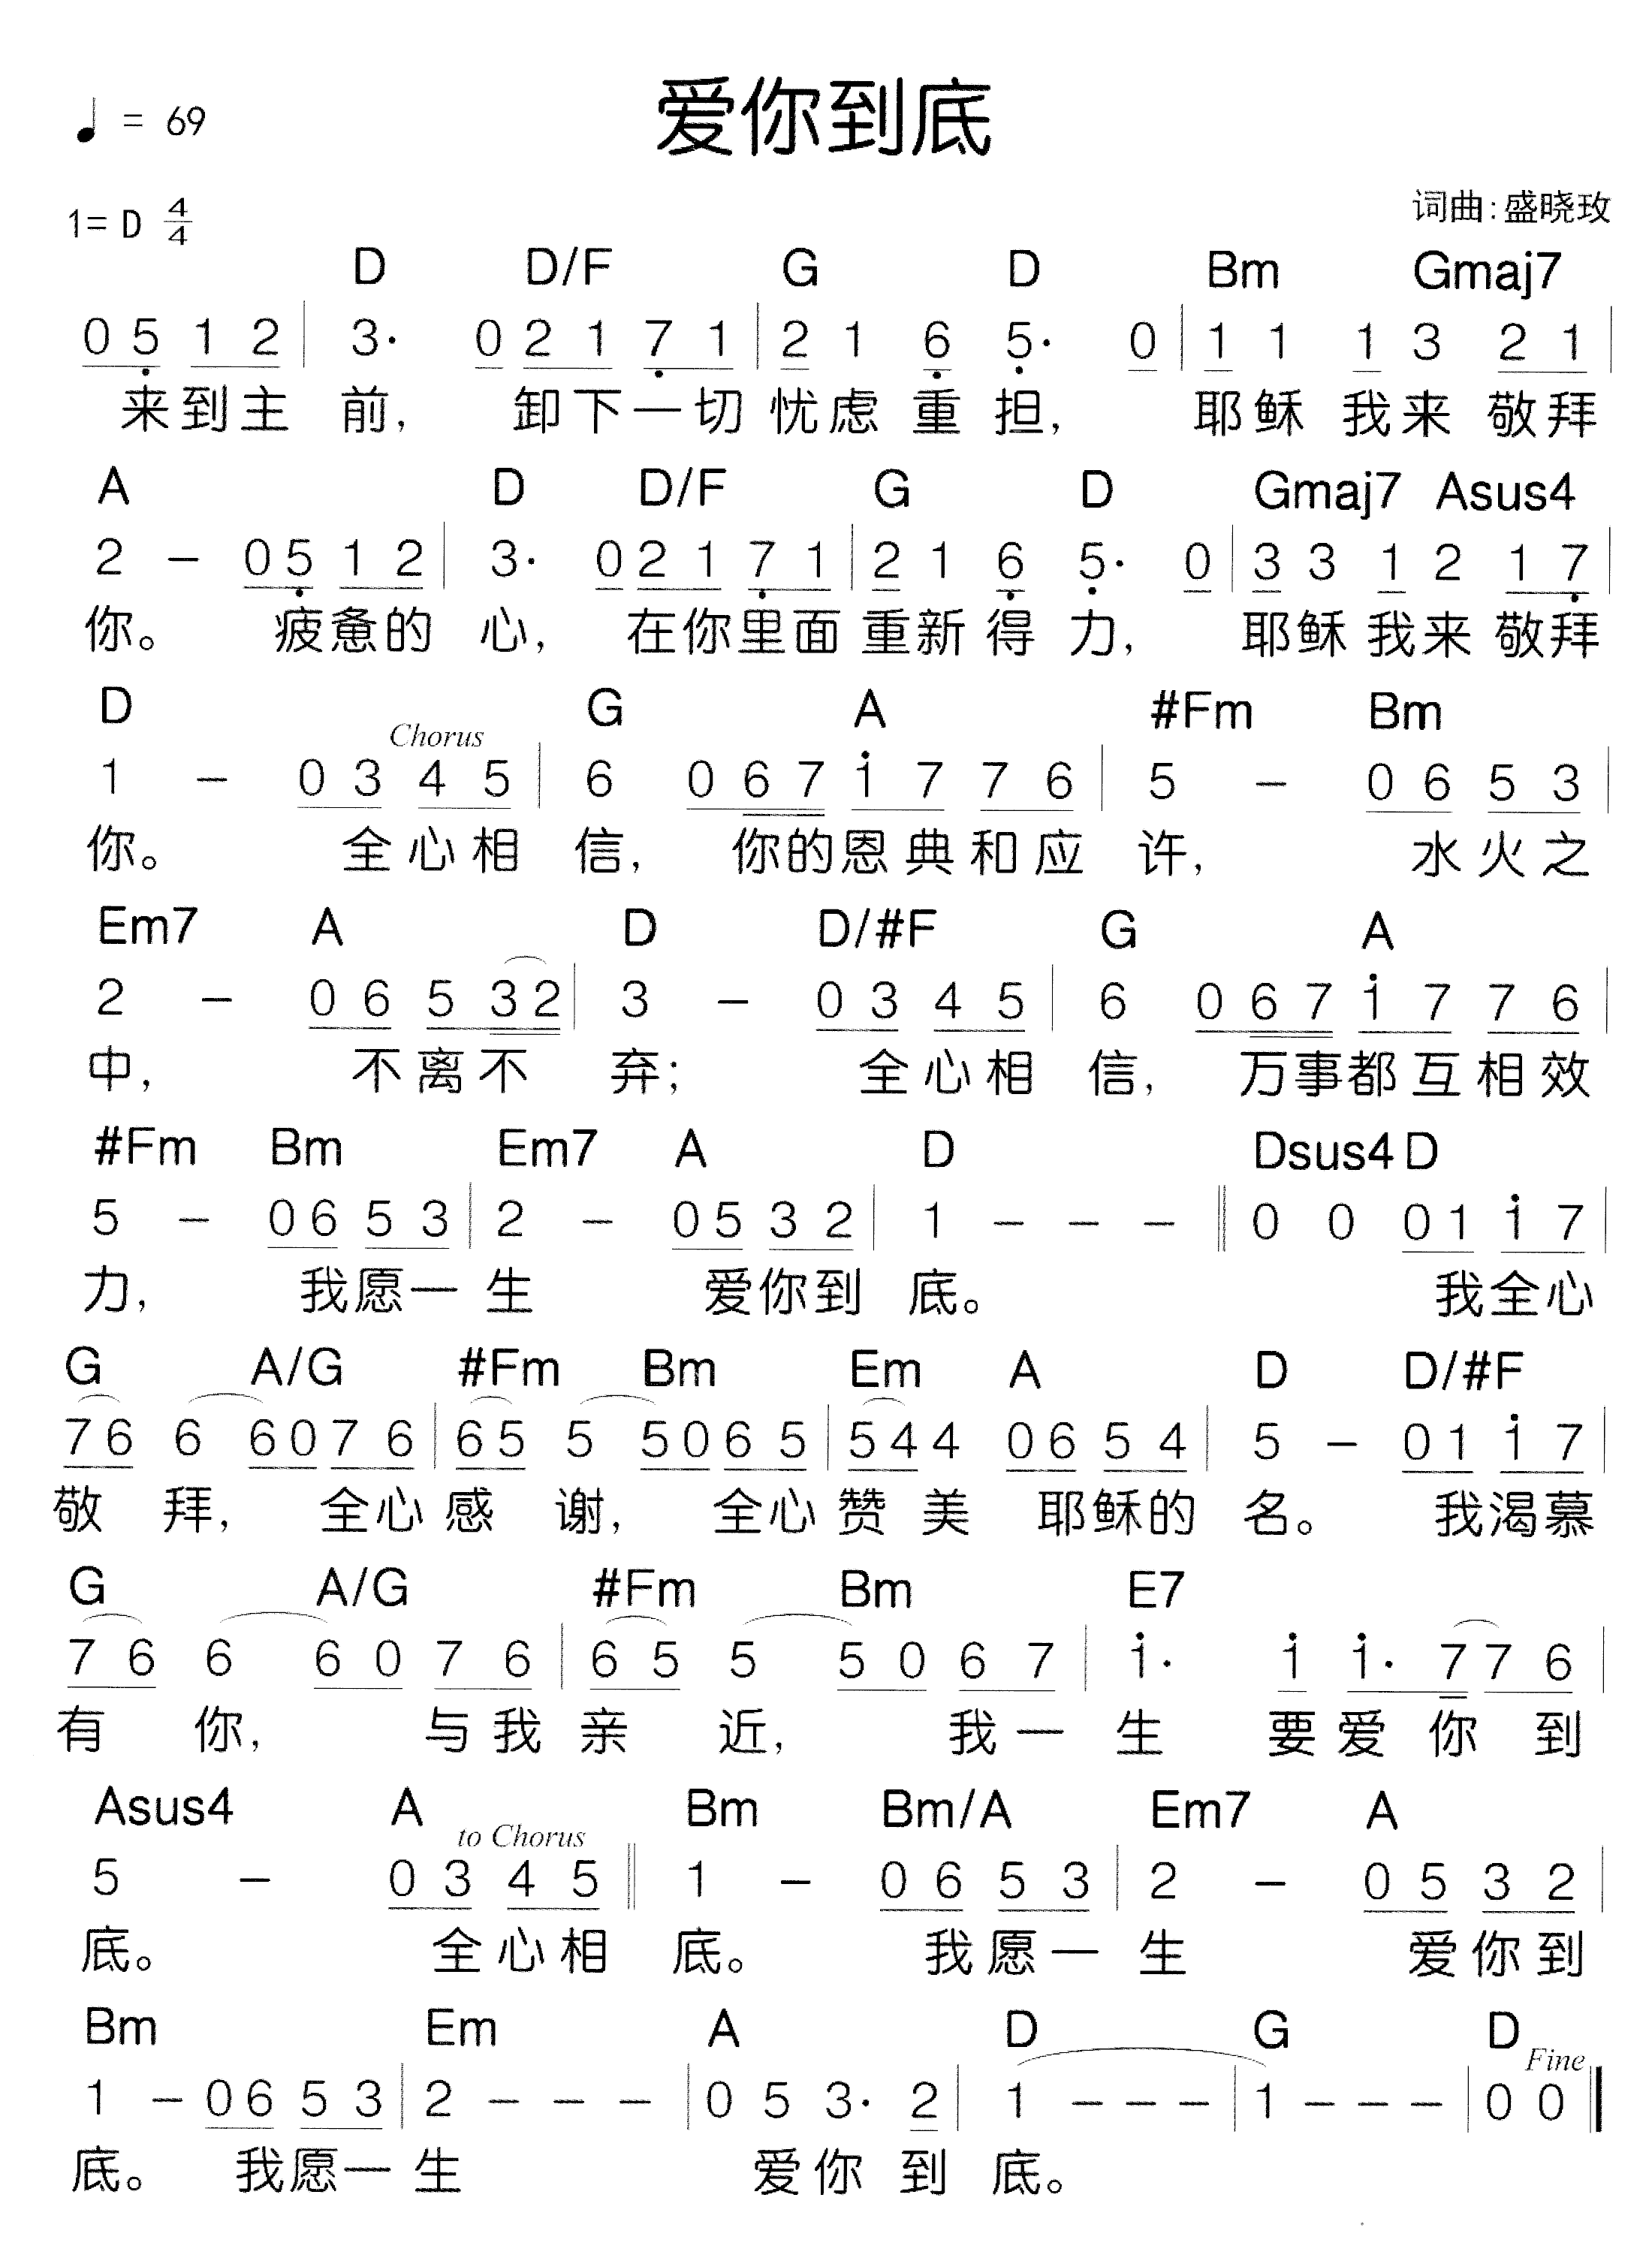 爱你到底
♩ = 69
1= D 4/4
词曲:盛晓玫
D D/F G D Bm Gmaj7
0 5̣ 1 2 | 3· 0 2 1 7̣ 1 | 2 1 6̣ 5̣· 0 | 1 1 1 3 2 1 |
来到主 前, 卸下一切 忧虑 重 担, 耶稣 我来 敬拜
A D D/F G D Gmaj7 Asus4
2 - 0 5̣ 1 2 | 3· 0 2 1 7̣ 1 | 2 1 6̣ 5̣· 0 | 3 3 1 2 1 7̣ |
你。 疲惫的 心, 在你里面 重新 得 力, 耶稣 我来 敬拜
D Chorus G A #Fm Bm
1 - 0 3 4 5 | 6 0 6 7 i 7 7 6 | 5 - 0 6 5 3 |
你。 全心相 信, 你的恩典和应 许, 水火之
Em7 A D D/#F G A
2 - 0 6 5 3 2 | 3 - 0 3 4 5 | 6 0 6 7 i 7 7 6 |
中, 不离不 弃; 全心相 信, 万事都互相效
#Fm Bm Em7 A D Dsus4 D
5 - 0 6 5 3 | 2 - 0 5 3 2 | 1 - - - ‖ 0 0 0 1 i 7 |
力, 我愿一 生 爱你到 底。 我全心
G A/G #Fm Bm Em A D D/#F
7 6 6 6 0 7 6 | 6 5 5 5 0 6 5 | 5 4 4 0 6 5 4 | 5 - 0 1 i 7 |
敬 拜, 全心感 谢, 全心赞 美 耶稣的 名。 我渴慕
G A/G #Fm Bm E7
7 6 6 6 0 7 6 | 6 5 5 5 0 6 7 | i· i i· 7 7 6 |
有 你, 与我亲 近, 我一 生 要爱 你 到
Asus4 A to Chorus Bm Bm/A Em7 A
5 - 0 3 4 5 ‖ 1 - 0 6 5 3 | 2 - 0 5 3 2 |
底。 全心相 底。 我愿一 生 爱你到
Bm Em A D G D Fine
1 - 0 6 5 3 | 2 - - - | 0 5 3· 2 | 1 - - - | 1 - - - | 0 0 ‖
底。 我愿一 生 爱你 到 底。